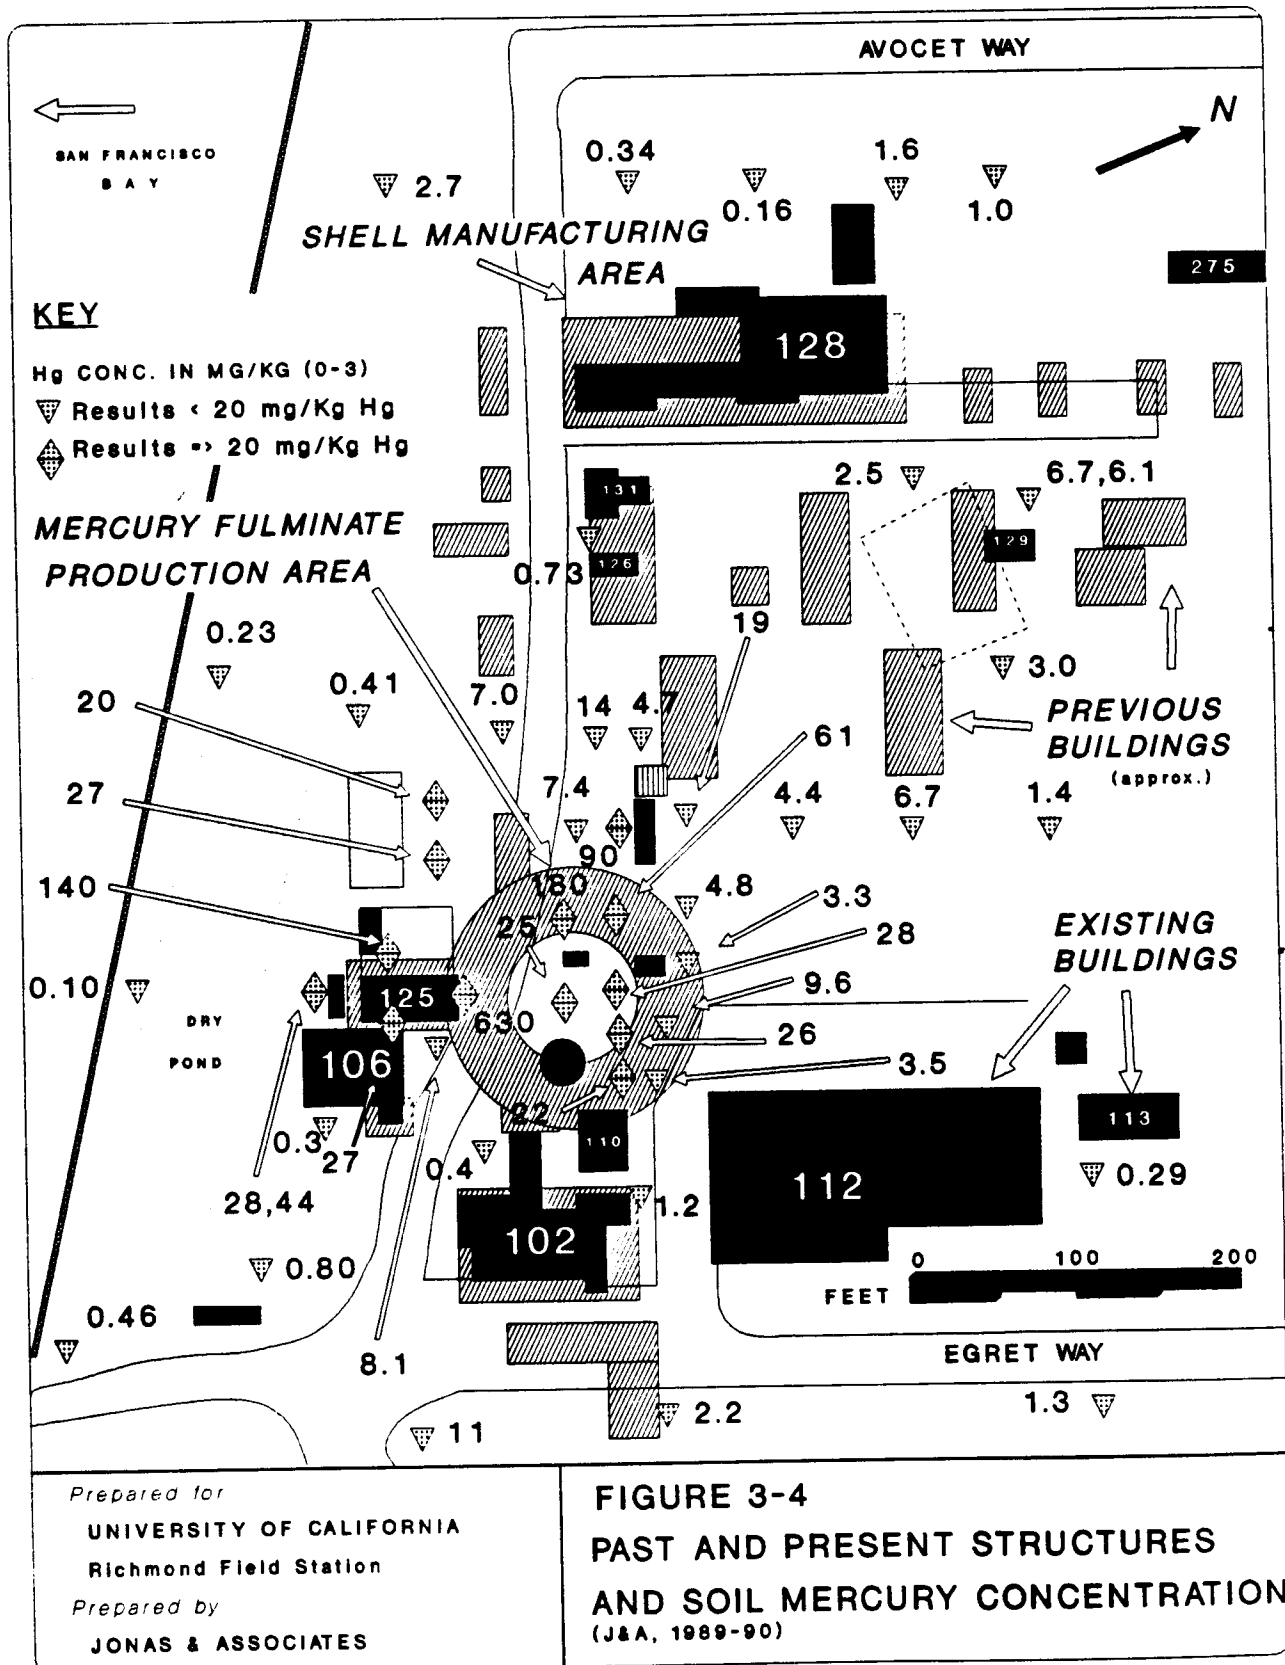 AVOCET WAY
N
SAN FRANCISCO
BAY
0.34
1.6
2.7
0.16
1.0
SHELL MANUFACTURING
AREA
275
KEY
128
Hg CONC. IN MG/KG (0-3)
Results < 20 mg/Kg Hg
Results => 20 mg/Kg Hg
2.5
6.7,6.1
131
MERCURY FULMINATE
PRODUCTION AREA
129
0.73
126
19
0.23
3.0
20
0.41
7.0
14
4.7
61
PREVIOUS
BUILDINGS
(approx.)
27
7.4
4.4
6.7
1.4
90
140
180
4.8
3.3
25
28
EXISTING
BUILDINGS
0.10
125
9.6
DRY
POND
630
26
106
3.5
22
113
0.3
27
0.4
110
0.29
28,44
1.2
112
102
0.80
0 100 200
FEET
0.46
8.1
EGRET WAY
1.3
2.2
11
Prepared for
UNIVERSITY OF CALIFORNIA
Richmond Field Station
Prepared by
JONAS & ASSOCIATES
FIGURE 3-4
PAST AND PRESENT STRUCTURES
AND SOIL MERCURY CONCENTRATION
(J&A, 1989-90)